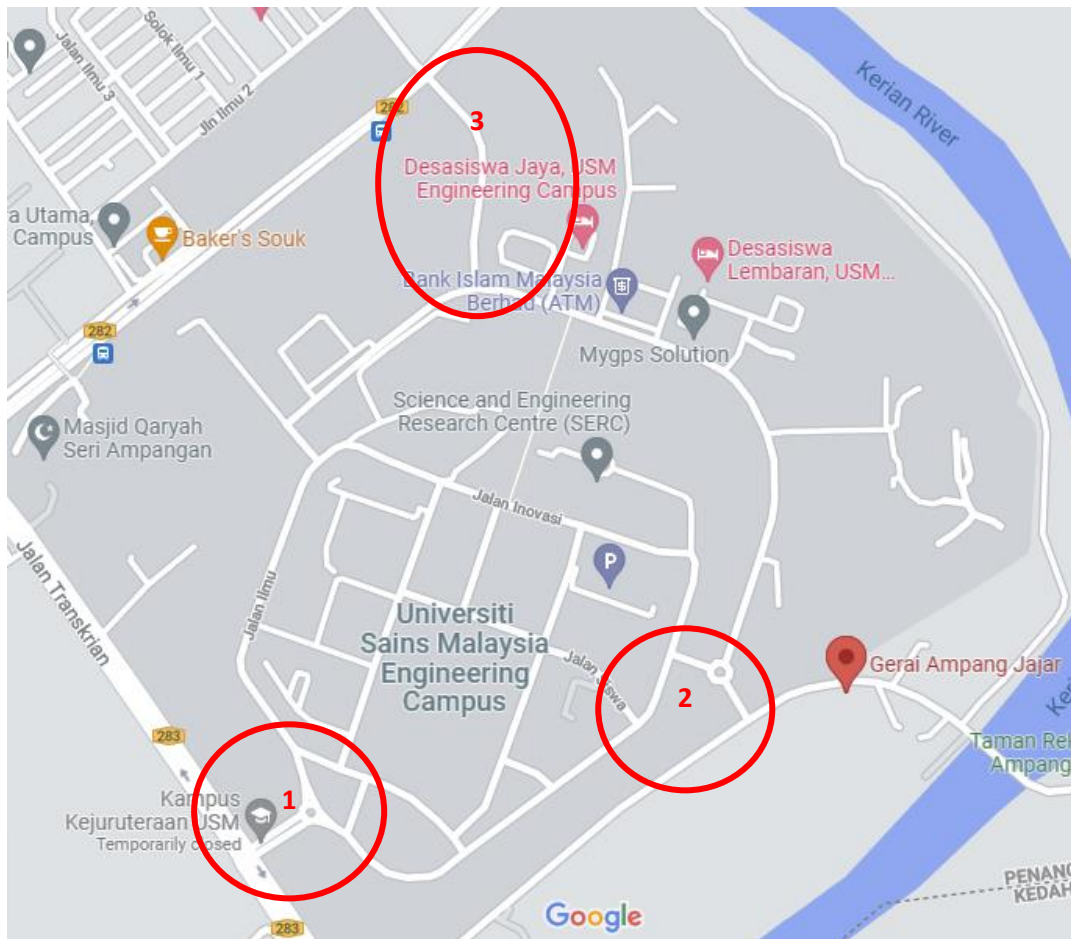 Solok Ilmu 1
Jalan Ilmu 3
Jln Ilmu 2
282
3
Kerian River
Desasiswa Jaya, USM
Engineering Campus
a Utama,
Campus
Baker's Souk
Desasiswa
Lembaran, USM...
Bank Islam Malaysia
Berhad (ATM)
$
282
Mygps Solution
Science and Engineering
Research Centre (SERC)
Masjid Qaryah
Seri Ampangan
Jalan Inovasi
P
Jalan Transkrian
Jalan Ilmu
Universiti
Sains Malaysia
Engineering
Campus
Jalan Siswa
Gerai Ampang Jajar
2
283
Taman Rek
Ampang
Ke
Kampus
Kejuruteraan USM
Temporarily closed
1
PENANG
KEDAH
Google
283